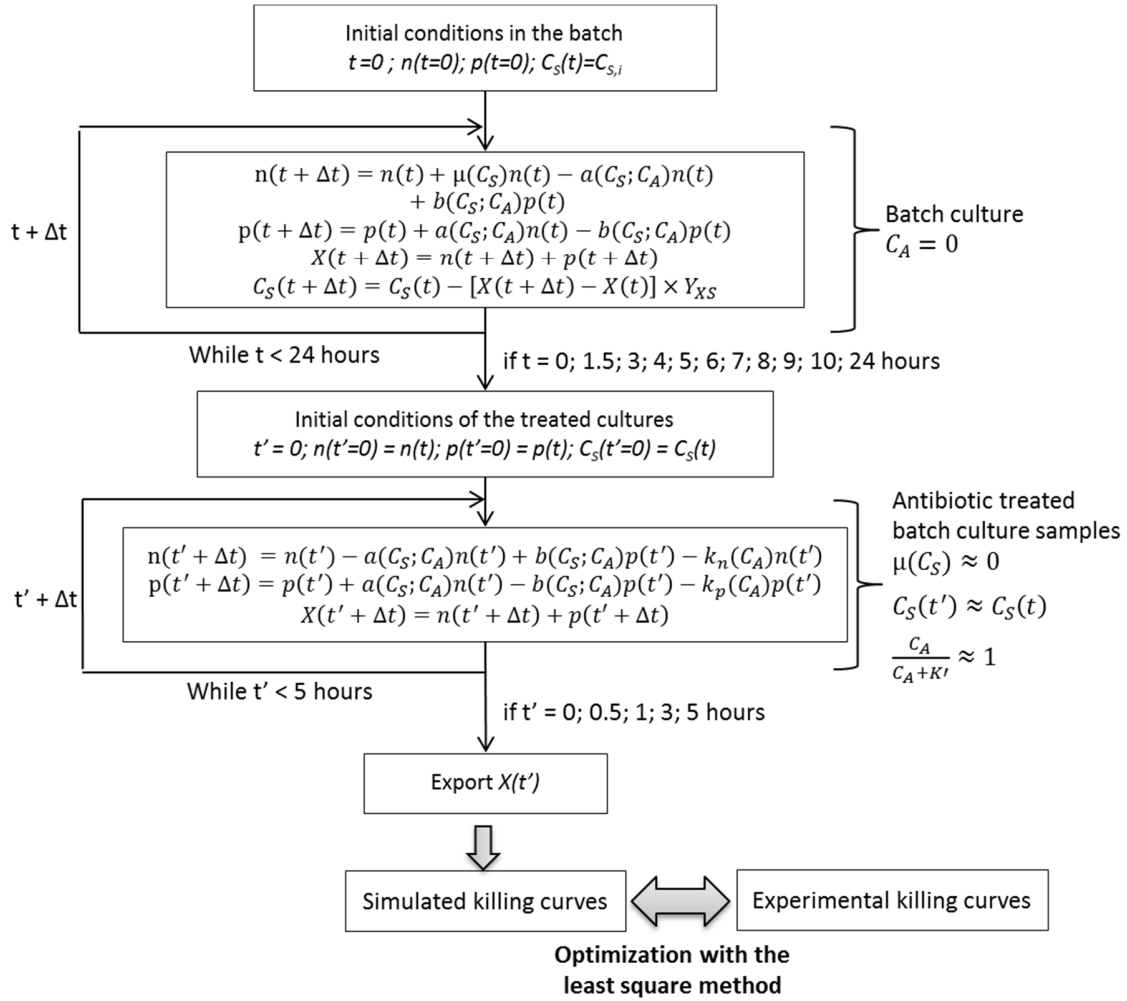 Initial conditions in the batch
t=0 ; n(t=0); p(t=0); Cₛ(t)=Cₛ,ᵢ
n(t + Δt) = n(t) + μ(C_S)n(t) − a(C_S; C_A)n(t)
+ b(C_S; C_A)p(t)
p(t + Δt) = p(t) + a(C_S; C_A)n(t) − b(C_S; C_A)p(t)
X(t + Δt) = n(t + Δt) + p(t + Δt)
C_S(t + Δt) = C_S(t) − [X(t + Δt) − X(t)] × Y_XS
t + Δt
Batch culture
C_A = 0
While t < 24 hours
if t = 0; 1.5; 3; 4; 5; 6; 7; 8; 9; 10; 24 hours
Initial conditions of the treated cultures
t' = 0; n(t'=0) = n(t); p(t'=0) = p(t); Cₛ(t'=0) = Cₛ(t)
n(t′ + Δt) = n(t′) − a(C_S; C_A)n(t′) + b(C_S; C_A)p(t′) − k_n(C_A)n(t′)
p(t′ + Δt) = p(t′) + a(C_S; C_A)n(t′) − b(C_S; C_A)p(t′) − k_p(C_A)p(t′)
X(t′ + Δt) = n(t′ + Δt) + p(t′ + Δt)
t' + Δt
Antibiotic treated
batch culture samples
μ(C_S) ≈ 0
C_S(t′) ≈ C_S(t)
C_A / (C_A+K′) ≈ 1
While t' < 5 hours
if t' = 0; 0.5; 1; 3; 5 hours
Export X(t')
Simulated killing curves
Experimental killing curves
Optimization with the
least square method